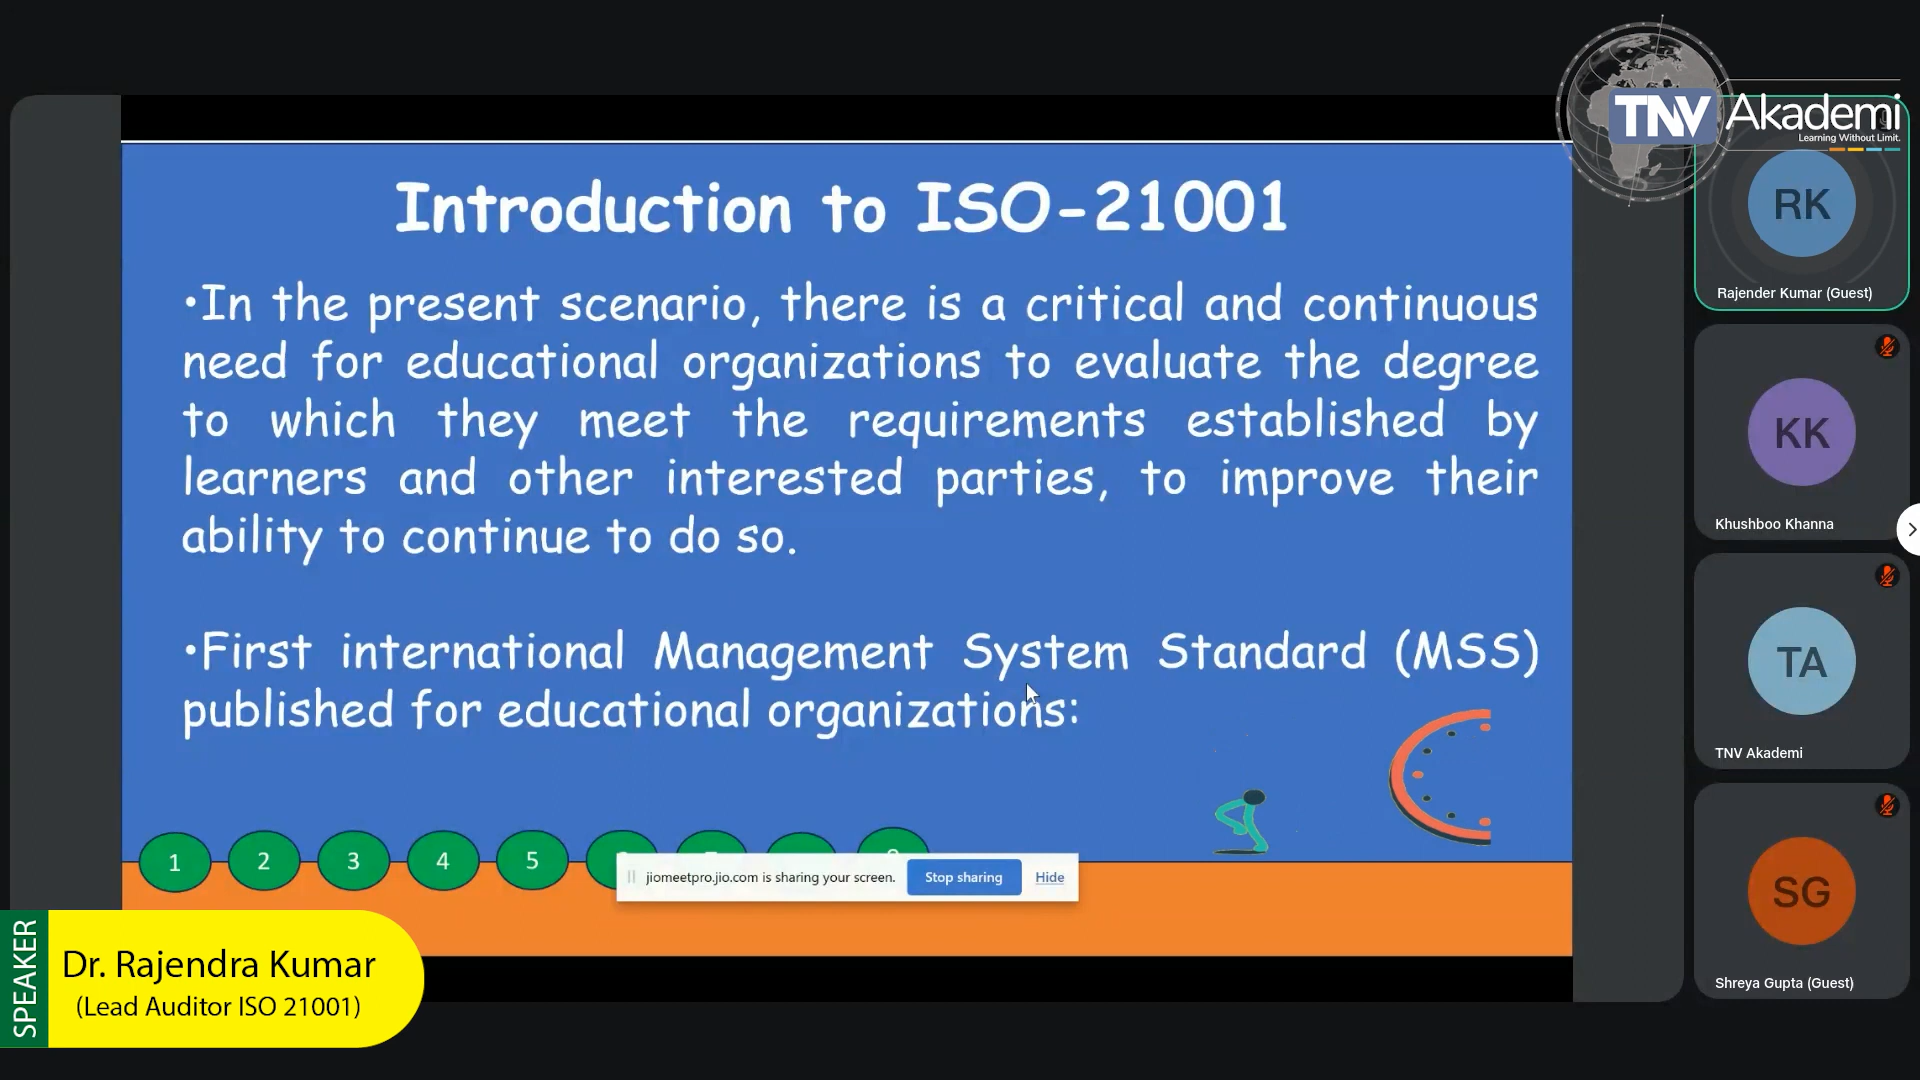 TNV Akademi
Learning Without Limit.
Introduction to ISO-21001
•In the present scenario, there is a critical and continuous
need for educational organizations to evaluate the degree
to which they meet the requirements established by
learners and other interested parties, to improve their
ability to continue to do so.
•First international Management System Standard (MSS)
published for educational organizations:
1 2 3 4 5
jiomeetpro.jio.com is sharing your screen. Stop sharing Hide
SPEAKER
Dr. Rajendra Kumar
(Lead Auditor ISO 21001)
RK
Rajender Kumar (Guest)
KK
Khushboo Khanna
TA
TNV Akademi
SG
Shreya Gupta (Guest)